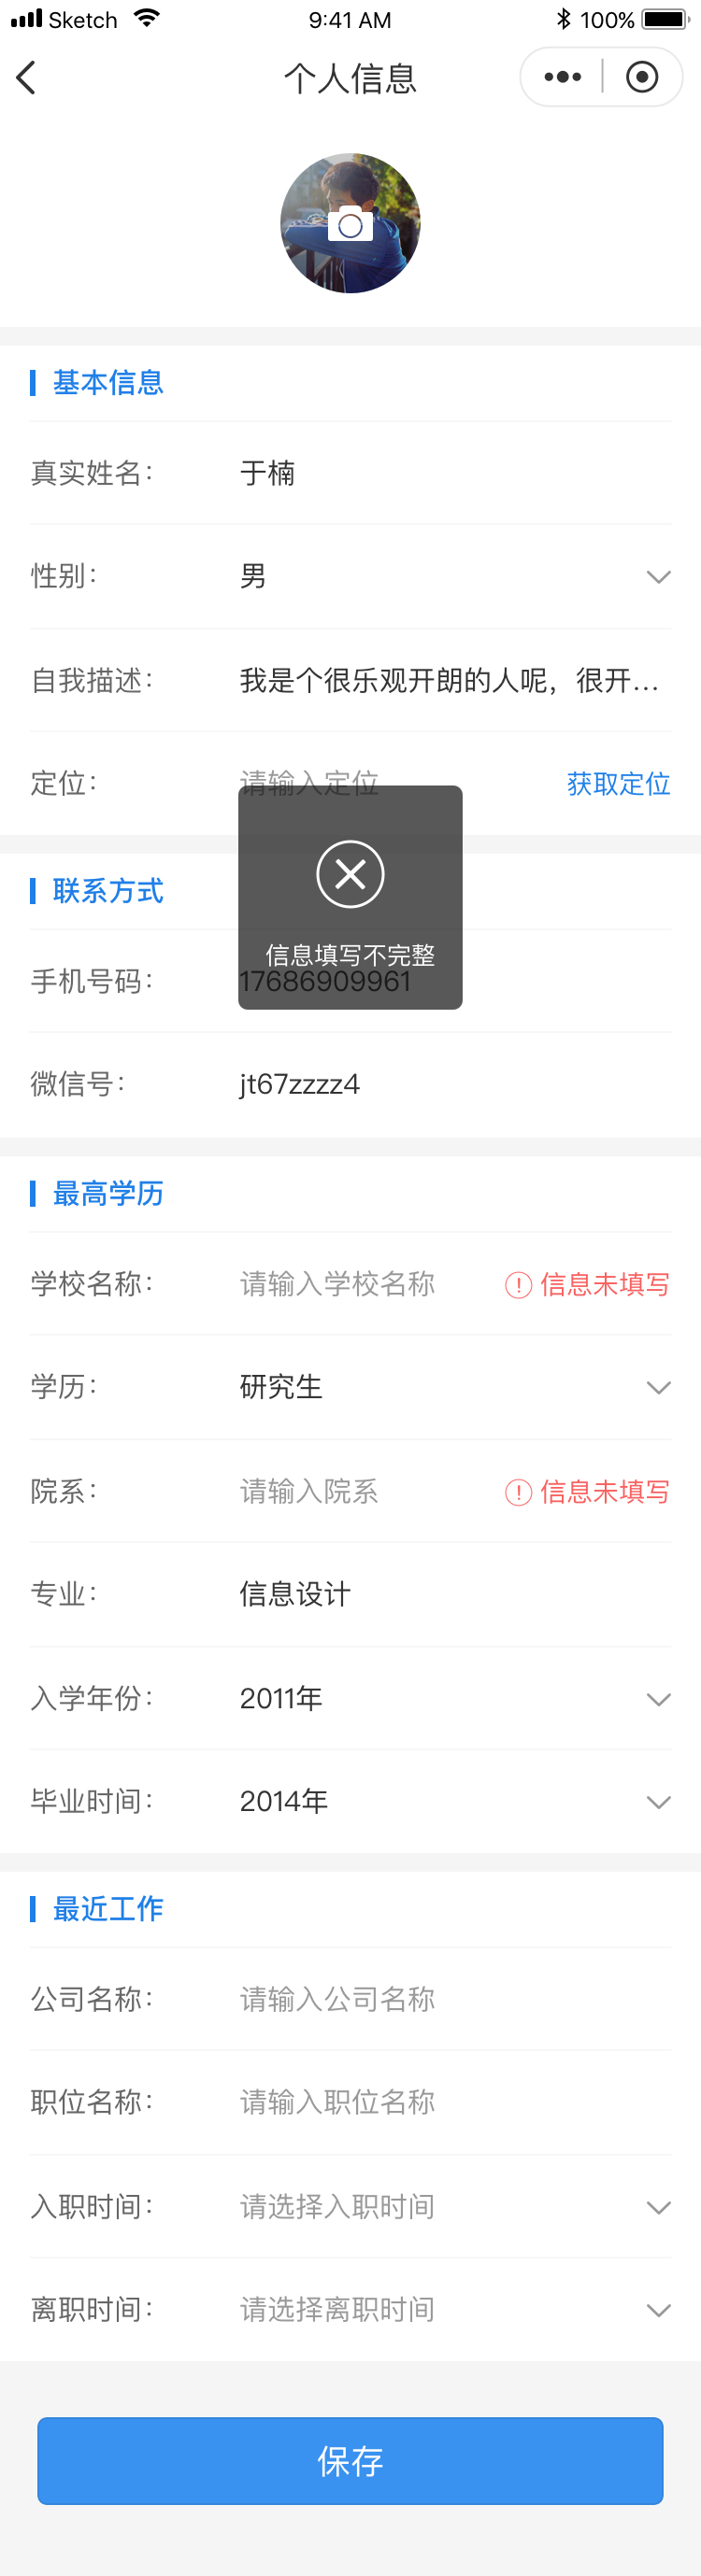 Sketch 9:41 AM 100%
个人信息
基本信息
真实姓名： 于楠
性别： 男
自我描述： 我是个很乐观开朗的人呢，很开...
定位： 请输入定位 获取定位
联系方式
信息填写不完整
手机号码： 17686909961
微信号： jt67zzzz4
最高学历
学校名称： 请输入学校名称 信息未填写
学历： 研究生
院系： 请输入院系 信息未填写
专业： 信息设计
入学年份： 2011年
毕业时间： 2014年
最近工作
公司名称： 请输入公司名称
职位名称： 请输入职位名称
入职时间： 请选择入职时间
离职时间： 请选择离职时间
保存